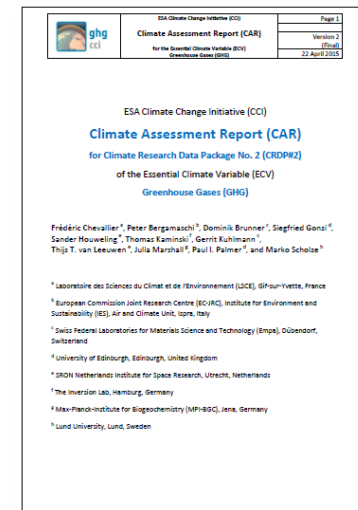 ghg
cci
ESA Climate Change Initiative (CCI)
Climate Assessment Report (CAR)
for the Essential Climate Variable (ECV)
Greenhouse Gases (GHG)
Page 1
Version 2
(Final)
22 April 2015
ESA Climate Change Initiative (CCI)
Climate Assessment Report (CAR)
for Climate Research Data Package No. 2 (CRDP#2)
of the Essential Climate Variable (ECV)
Greenhouse Gases (GHG)
Frédéric Chevallier ᵃ, Peter Bergamaschi ᵇ, Dominik Brunner ᶜ, Siegfried Gonzi ᵈ,
Sander Houweling ᵉ, Thomas Kaminski ᶠ, Gerrit Kuhlmann ᶜ,
Thijs T. van Leeuwen ᵉ, Julia Marshall ᵍ, Paul I. Palmer ᵈ, and Marko Scholze ʰ
ᵃ Laboratoire des Sciences du Climat et de l'Environnement (LSCE), Gif-sur-Yvette, France
ᵇ European Commission Joint Research Centre (EC-JRC), Institute for Environment and
Sustainability (IES), Air and Climate Unit, Ispra, Italy
ᶜ Swiss Federal Laboratories for Materials Science and Technology (Empa), Dübendorf,
Switzerland
ᵈ University of Edinburgh, Edinburgh, United Kingdom
ᵉ SRON Netherlands Institute for Space Research, Utrecht, Netherlands
ᶠ The Inversion Lab, Hamburg, Germany
ᵍ Max-Planck-Institute for Biogeochemistry (MPI-BGC), Jena, Germany
ʰ Lund University, Lund, Sweden